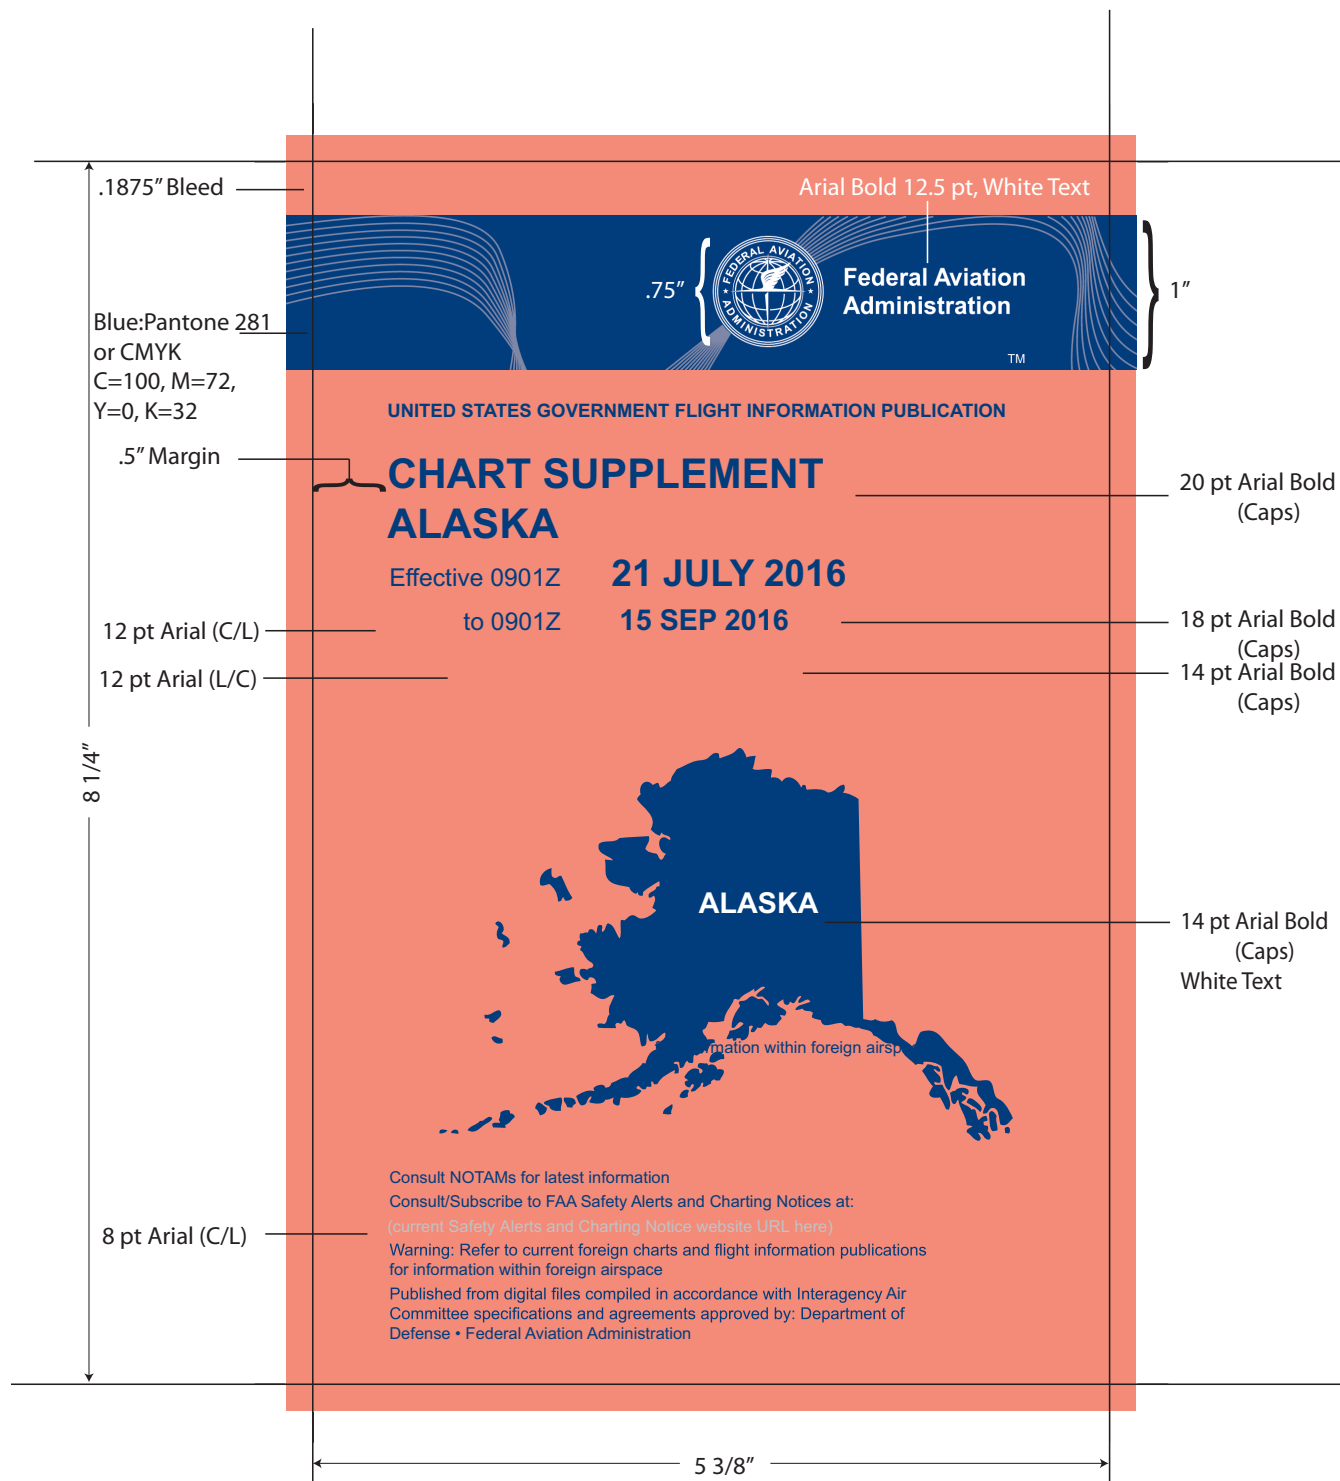 .1875” Bleed
Arial Bold 12.5 pt, White Text
FEDERAL AVIATION ADMINISTRATION
.75”
Federal Aviation
Administration
1”
TM
Blue:Pantone 281
or CMYK
C=100, M=72,
Y=0, K=32
UNITED STATES GOVERNMENT FLIGHT INFORMATION PUBLICATION
.5” Margin
CHART SUPPLEMENT
ALASKA
20 pt Arial Bold
(Caps)
Effective 0901Z 21 JULY 2016
to 0901Z 15 SEP 2016
12 pt Arial (C/L)
18 pt Arial Bold
(Caps)
12 pt Arial (L/C)
14 pt Arial Bold
(Caps)
8 1/4”
ALASKA
14 pt Arial Bold
(Caps)
White Text
within foreign
Consult NOTAMs for latest information
Consult/Subscribe to FAA Safety Alerts and Charting Notices at:
(current Safety Alerts and Charting Notice website URL here)
8 pt Arial (C/L)
Warning: Refer to current foreign charts and flight information publications
for information within foreign airspace
Published from digital files compiled in accordance with Interagency Air
Committee specifications and agreements approved by: Department of
Defense • Federal Aviation Administration
5 3/8”